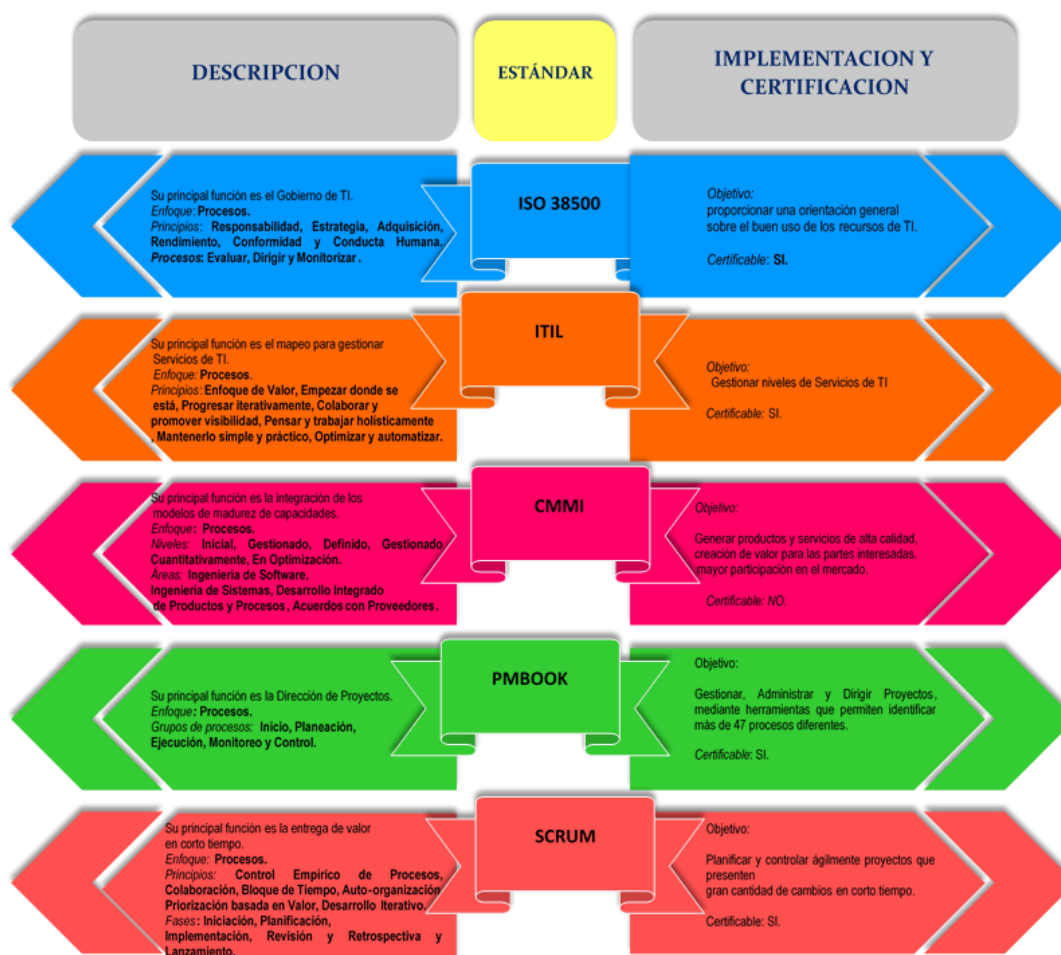 DESCRIPCION
ESTÁNDAR
IMPLEMENTACION Y
CERTIFICACION
Su principal función es el Gobierno de TI.
Enfoque: Procesos.
Principios: Responsabilidad, Estrategia, Adquisición,
Rendimiento, Conformidad y Conducta Humana.
Procesos: Evaluar, Dirigir y Monitorizar.
ISO 38500
Objetivo:
proporcionar una orientación general
sobre el buen uso de los recursos de TI.
Certificable: SI.
Su principal función es el mapeo para gestionar
Servicios de TI.
Enfoque: Procesos.
Principios: Enfoque de Valor, Empezar donde se
está, Progresar iterativamente, Colaborar y
promover visibilidad, Pensar y trabajar holísticamente
, Mantenerlo simple y práctico, Optimizar y automatizar.
ITIL
Objetivo:
Gestionar niveles de Servicios de TI
Certificable: SI.
Su principal función es la integración de los
modelos de madurez de capacidades.
Enfoque: Procesos.
Niveles: Inicial, Gestionado, Definido, Gestionado
Cuantitativamente, En Optimización.
Áreas: Ingeniería de Software,
Ingeniería de Sistemas, Desarrollo Integrado
de Productos y Procesos, Acuerdos con Proveedores.
CMMI
Objetivo:
Generar productos y servicios de alta calidad,
creación de valor para las partes interesadas,
mayor participación en el mercado.
Certificable: NO.
Su principal función es la Dirección de Proyectos.
Enfoque: Procesos.
Grupos de procesos: Inicio, Planeación,
Ejecución, Monitoreo y Control.
PMBOOK
Objetivo:
Gestionar, Administrar y Dirigir Proyectos,
mediante herramientas que permiten identificar
más de 47 procesos diferentes.
Certificable: SI.
Su principal función es la entrega de valor
en corto tiempo.
Enfoque: Procesos.
Principios: Control Empírico de Procesos,
Colaboración, Bloque de Tiempo, Auto-organización
Priorización basada en Valor, Desarrollo Iterativo.
Fases: Iniciación, Planificación,
Implementación, Revisión y Retrospectiva y
Lanzamiento.
SCRUM
Objetivo:
Planificar y controlar ágilmente proyectos que
presenten
gran cantidad de cambios en corto tiempo.
Certificable: SI.